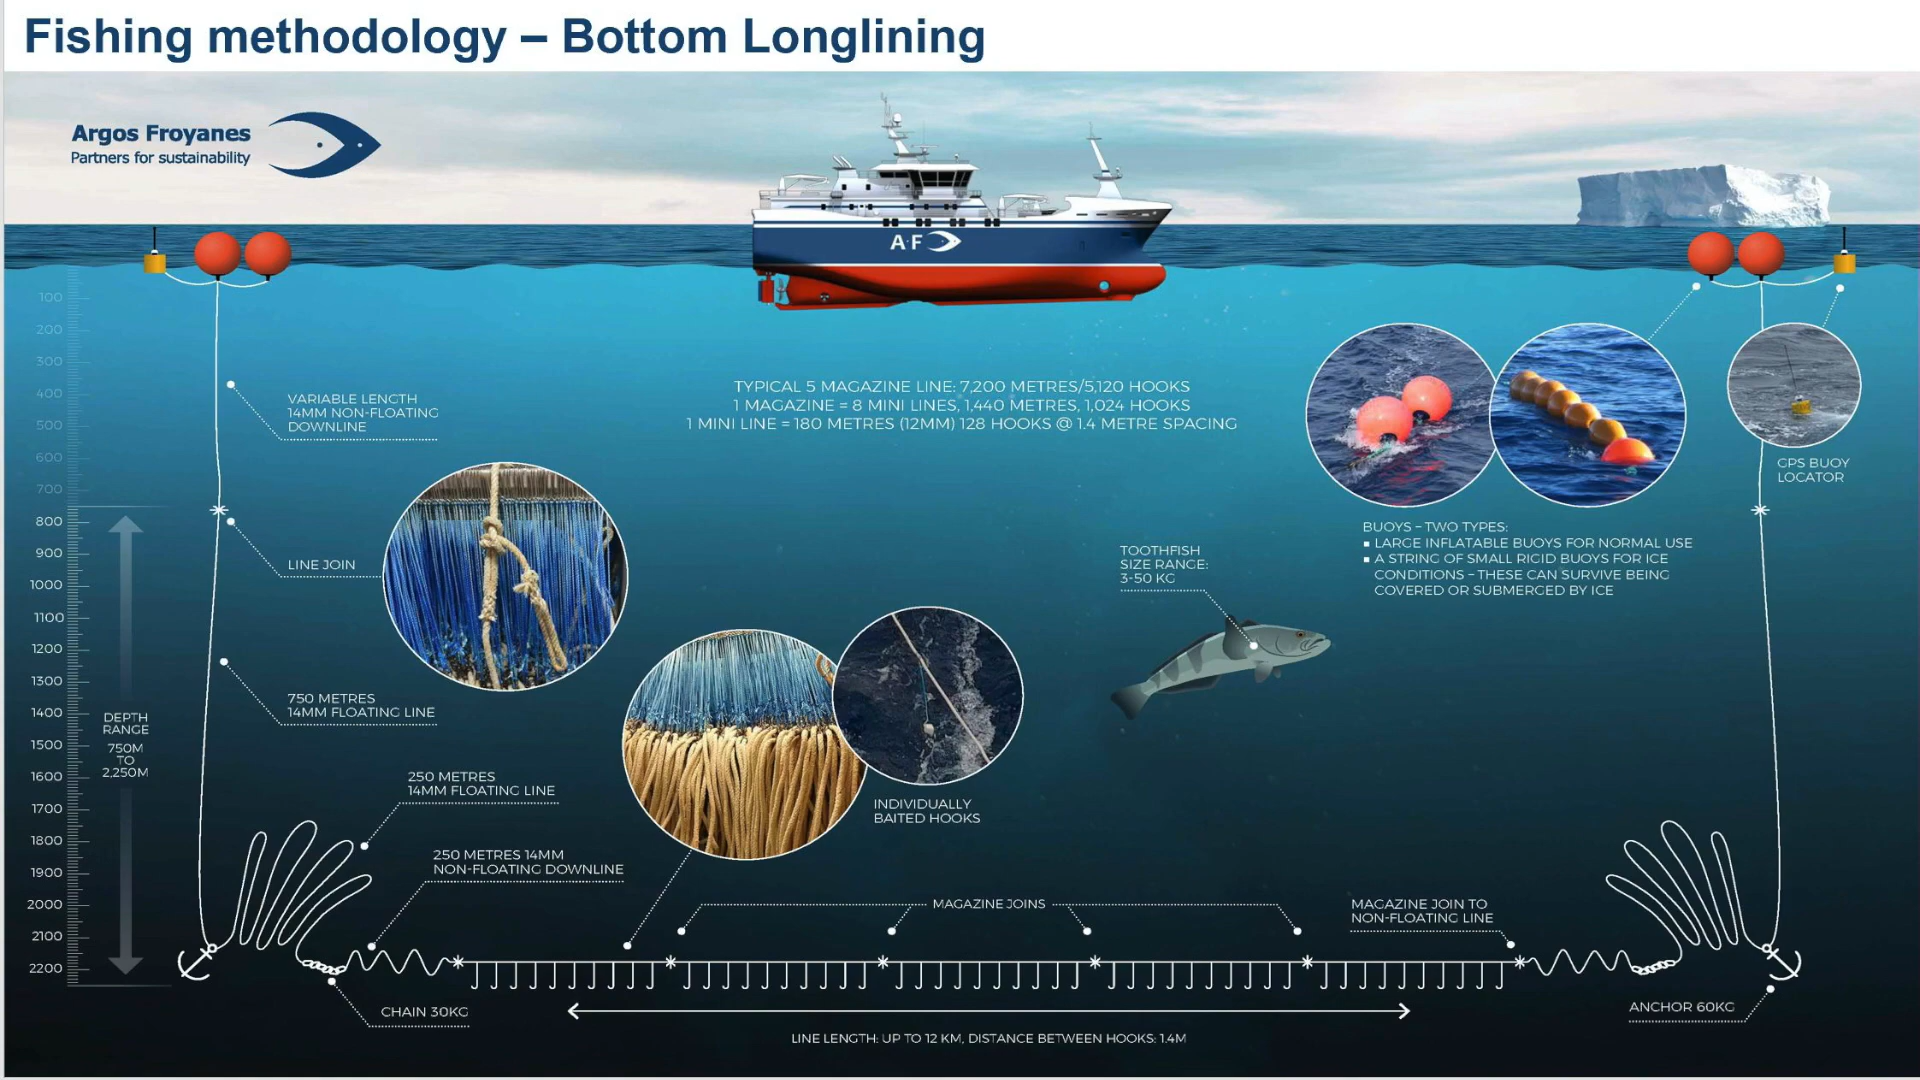 Fishing methodology – Bottom Longlining
Argos Froyanes
Partners for sustainability
A·F
100
200
300
400
500
600
700
800
900
1000
1100
1200
1300
1400
1500
1600
1700
1800
1900
2000
2100
2200
DEPTH
RANGE
750M
TO
2,250M
VARIABLE LENGTH
14MM NON-FLOATING
DOWNLINE
LINE JOIN
750 METRES
14MM FLOATING LINE
250 METRES
14MM FLOATING LINE
250 METRES 14MM
NON-FLOATING DOWNLINE
CHAIN 30KG
TYPICAL 5 MAGAZINE LINE: 7,200 METRES/5,120 HOOKS
1 MAGAZINE = 8 MINI LINES, 1,440 METRES, 1,024 HOOKS
1 MINI LINE = 180 METRES (12MM) 128 HOOKS @ 1.4 METRE SPACING
INDIVIDUALLY
BAITED HOOKS
TOOTHFISH
SIZE RANGE:
3-50 KG
GPS BUOY
LOCATOR
BUOYS – TWO TYPES:
▪ LARGE INFLATABLE BUOYS FOR NORMAL USE
▪ A STRING OF SMALL RIGID BUOYS FOR ICE
CONDITIONS – THESE CAN SURVIVE BEING
COVERED OR SUBMERGED BY ICE
MAGAZINE JOINS
MAGAZINE JOIN TO
NON-FLOATING LINE
ANCHOR 60KG
LINE LENGTH: UP TO 12 KM, DISTANCE BETWEEN HOOKS: 1.4M